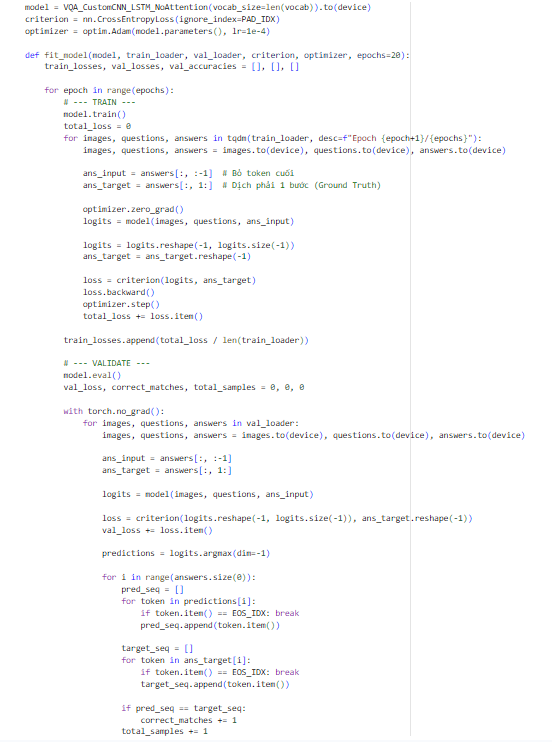 model = VQA_CustomCNN_LSTM_NoAttention(vocab_size=len(vocab)).to(device)
criterion = nn.CrossEntropyLoss(ignore_index=PAD_IDX)
optimizer = optim.Adam(model.parameters(), lr=1e-4)

def fit_model(model, train_loader, val_loader, criterion, optimizer, epochs=20):
    train_losses, val_losses, val_accuracies = [], [], []

    for epoch in range(epochs):
        # --- TRAIN ---
        model.train()
        total_loss = 0
        for images, questions, answers in tqdm(train_loader, desc=f"Epoch {epoch+1}/{epochs}"):
            images, questions, answers = images.to(device), questions.to(device), answers.to(device)

            ans_input = answers[:, :-1]  # Bỏ token cuối
            ans_target = answers[:, 1:]  # Dịch phải 1 bước (Ground Truth)

            optimizer.zero_grad()
            logits = model(images, questions, ans_input)

            logits = logits.reshape(-1, logits.size(-1))
            ans_target = ans_target.reshape(-1)

            loss = criterion(logits, ans_target)
            loss.backward()
            optimizer.step()
            total_loss += loss.item()

        train_losses.append(total_loss / len(train_loader))

        # --- VALIDATE ---
        model.eval()
        val_loss, correct_matches, total_samples = 0, 0, 0

        with torch.no_grad():
            for images, questions, answers in val_loader:
                images, questions, answers = images.to(device), questions.to(device), answers.to(device)

                ans_input = answers[:, :-1]
                ans_target = answers[:, 1:]

                logits = model(images, questions, ans_input)

                loss = criterion(logits.reshape(-1, logits.size(-1)), ans_target.reshape(-1))
                val_loss += loss.item()

                predictions = logits.argmax(dim=-1)

                for i in range(answers.size(0)):
                    pred_seq = []
                    for token in predictions[i]:
                        if token.item() == EOS_IDX: break
                        pred_seq.append(token.item())

                    target_seq = []
                    for token in ans_target[i]:
                        if token.item() == EOS_IDX: break
                        target_seq.append(token.item())

                    if pred_seq == target_seq:
                        correct_matches += 1
                    total_samples += 1